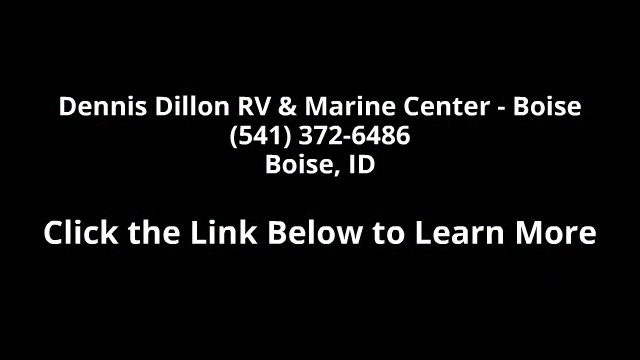 Dennis Dillon RV & Marine Center - Boise
(541) 372-6486
Boise, ID
Click the Link Below to Learn More